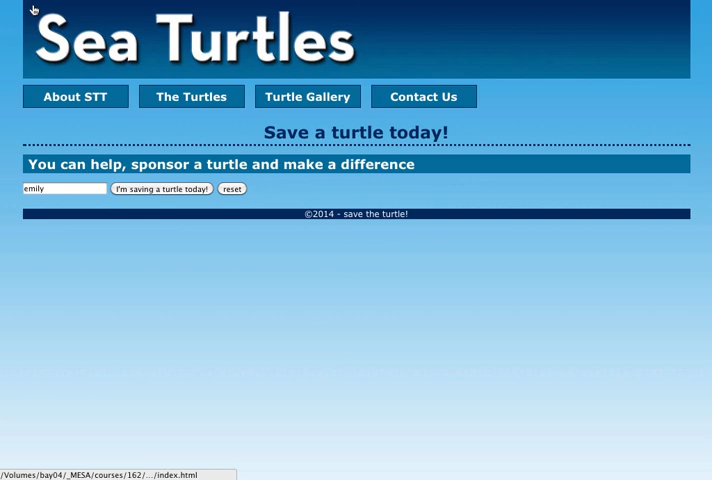 Sea Turtles
About STT
The Turtles
Turtle Gallery
Contact Us
Save a turtle today!
You can help, sponsor a turtle and make a difference
emily
I'm saving a turtle today!
reset
©2014 - save the turtle!
/Volumes/bay04/_MESA/courses/162/.../index.html